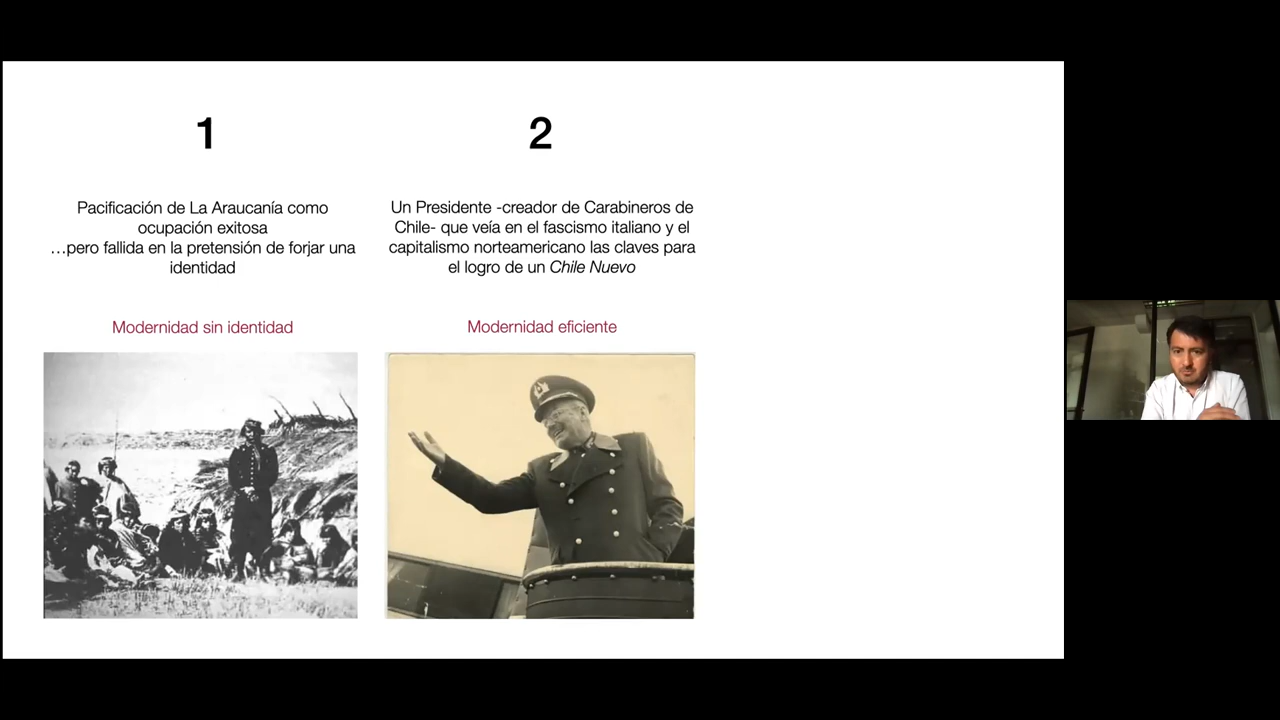 1
Pacificación de La Araucanía como
ocupación exitosa
…pero fallida en la pretensión de forjar una
identidad
Modernidad sin identidad
2
Un Presidente -creador de Carabineros de
Chile- que veía en el fascismo italiano y el
capitalismo norteamericano las claves para
el logro de un Chile Nuevo
Modernidad eficiente